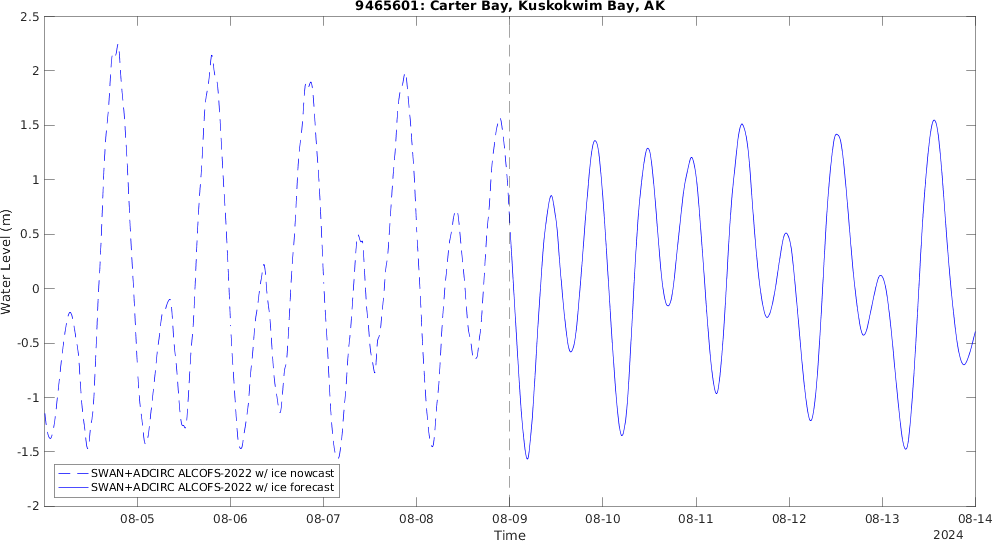 9465601: Carter Bay, Kuskokwim Bay, AK
2.5
2
1.5
1
0.5
0
-0.5
-1
-1.5
-2
Water Level (m)
SWAN+ADCIRC ALCOFS-2022 w/ ice nowcast
SWAN+ADCIRC ALCOFS-2022 w/ ice forecast
08-05 08-06 08-07 08-08 08-09 08-10 08-11 08-12 08-13 08-14
Time
2024